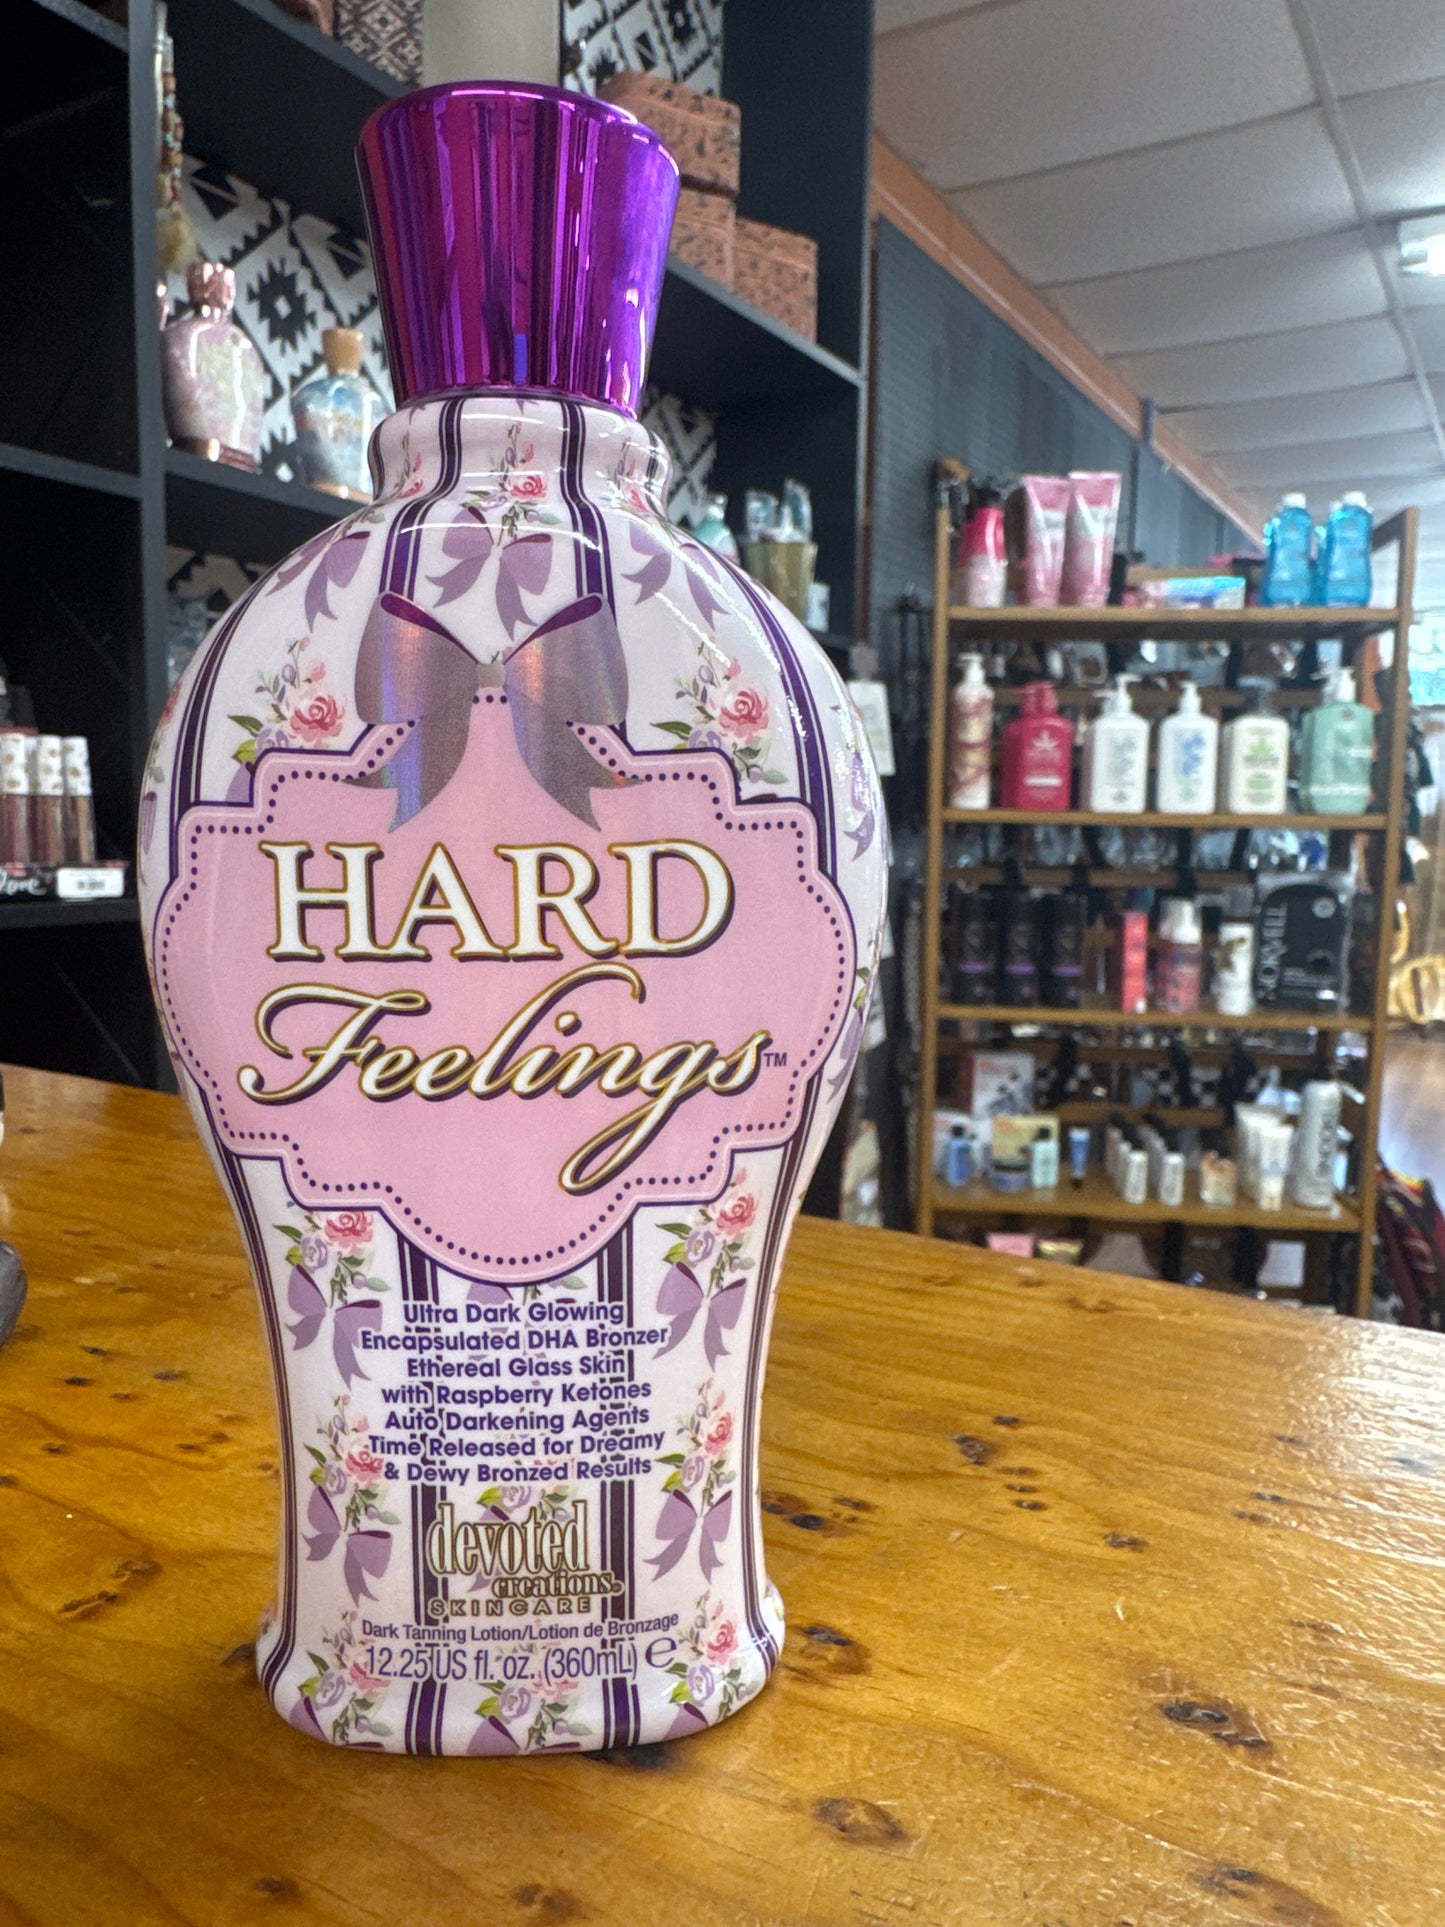 HARD
Feelings™
Ultra Dark Glowing
Encapsulated DHA Bronzer
Ethereal Glass Skin
with Raspberry Ketones
Auto Darkening Agents
Time Released for Dreamy
& Dewy Bronzed Results
devoted
creations®
SKINCARE
Dark Tanning Lotion/Lotion de Bronzage
12.25 US fl. oz. (360mL) ℮
NORVELL